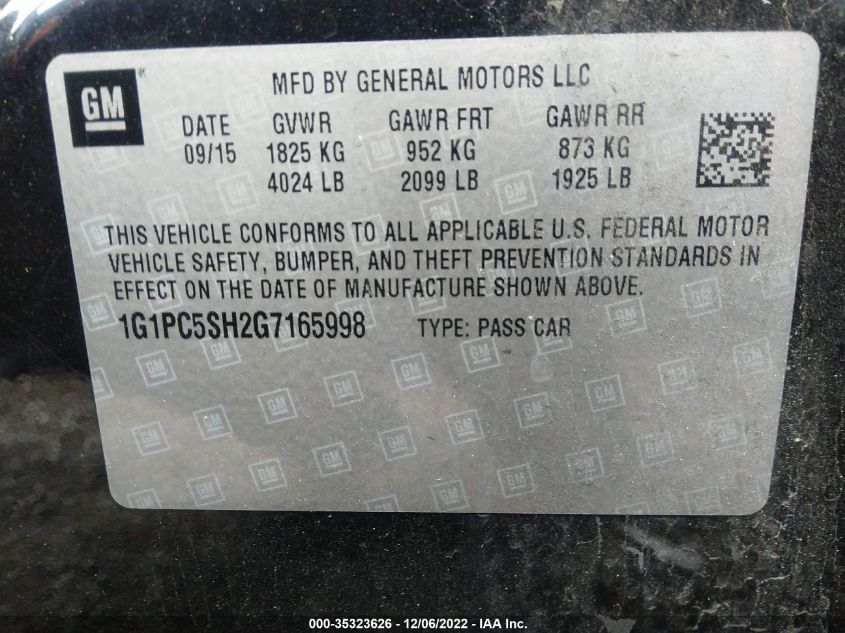 GM
MFD BY GENERAL MOTORS LLC
DATE GVWR GAWR FRT GAWR RR
09/15 1825 KG 952 KG 873 KG
4024 LB 2099 LB 1925 LB
THIS VEHICLE CONFORMS TO ALL APPLICABLE U.S. FEDERAL MOTOR
VEHICLE SAFETY, BUMPER, AND THEFT PREVENTION STANDARDS IN
EFFECT ON THE DATE OF MANUFACTURE SHOWN ABOVE.
1G1PC5SH2G7165998 TYPE: PASS CAR
000-35323626 - 12/06/2022 - IAA Inc.